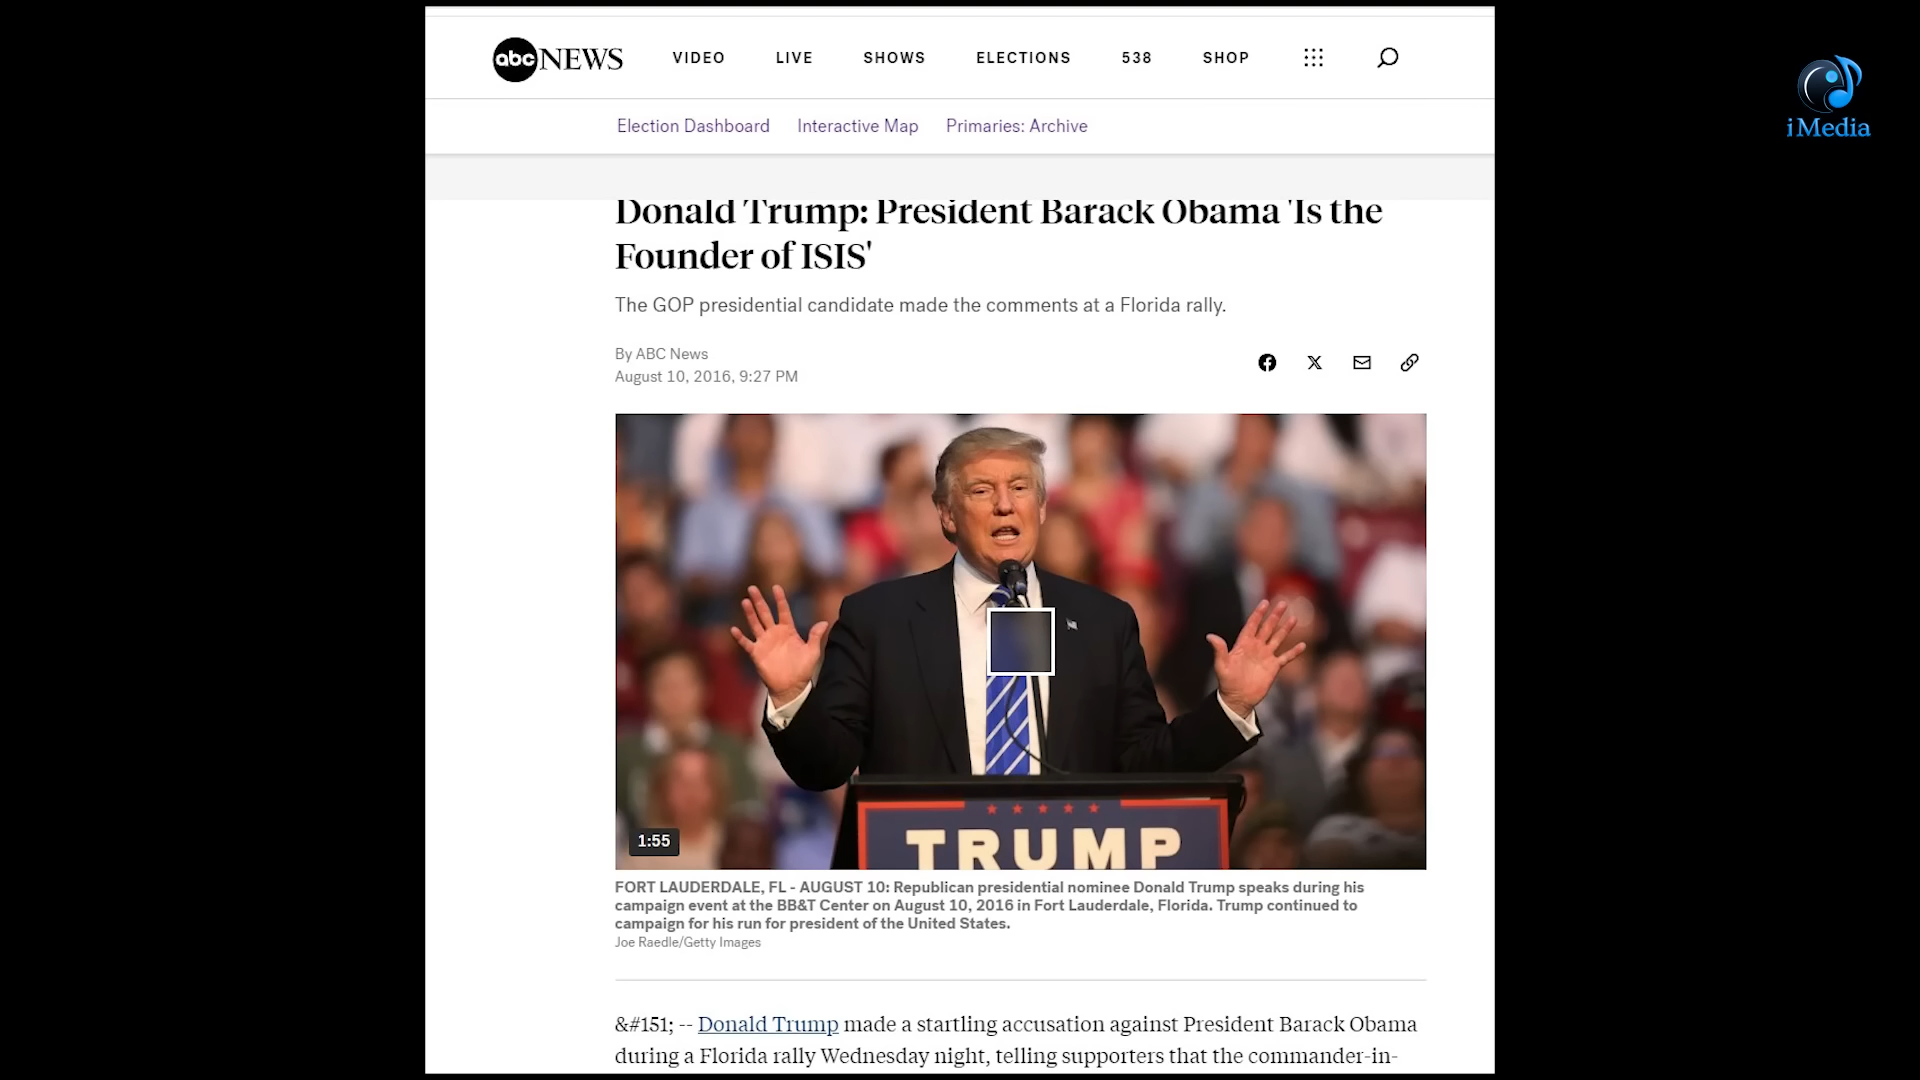 abc NEWS VIDEO LIVE SHOWS ELECTIONS 538 SHOP
iMedia
Election Dashboard Interactive Map Primaries: Archive
Donald Trump: President Barack Obama 'Is the
Founder of ISIS'
The GOP presidential candidate made the comments at a Florida rally.
By ABC News
August 10, 2016, 9:27 PM
TRUMP
1:55
FORT LAUDERDALE, FL - AUGUST 10: Republican presidential nominee Donald Trump speaks during his
campaign event at the BB&T Center on August 10, 2016 in Fort Lauderdale, Florida. Trump continued to
campaign for his run for president of the United States.
Joe Raedle/Getty Images
&#151; -- Donald Trump made a startling accusation against President Barack Obama
during a Florida rally Wednesday night, telling supporters that the commander-in-